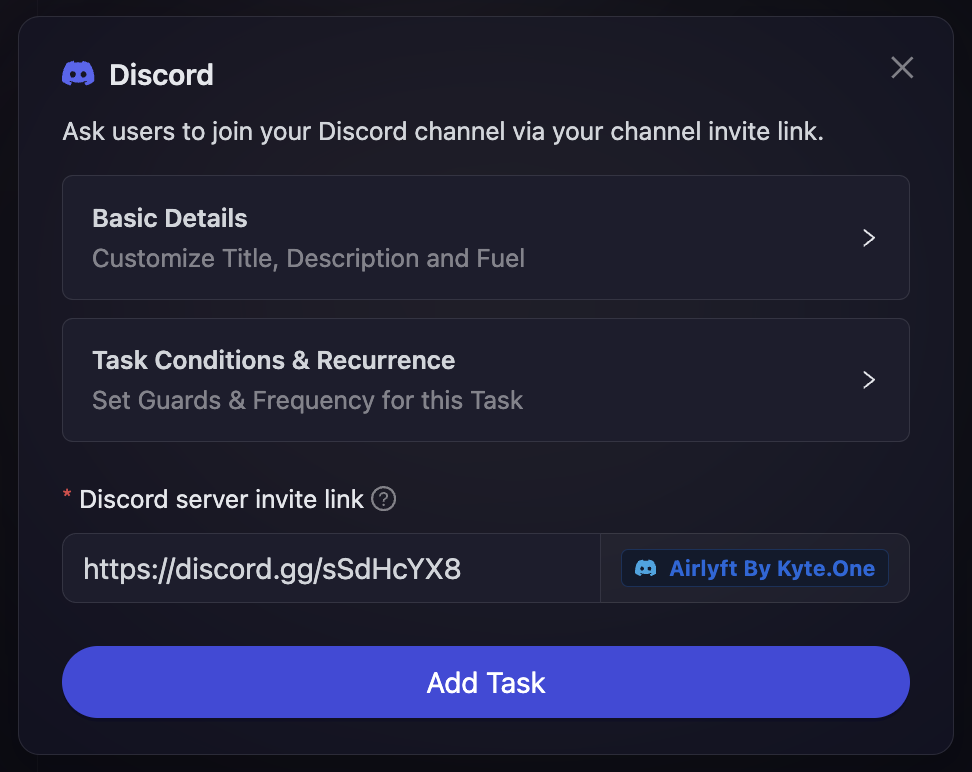 Discord
Ask users to join your Discord channel via your channel invite link.
Basic Details
Customize Title, Description and Fuel
Task Conditions & Recurrence
Set Guards & Frequency for this Task
* Discord server invite link ?
https://discord.gg/sSdHcYX8
Airlyft By Kyte.One
Add Task